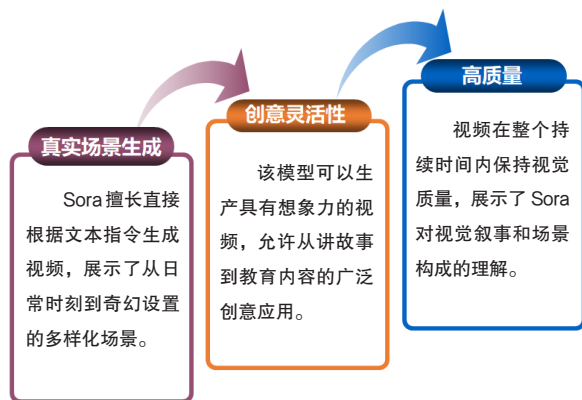 真实场景生成
Sora擅长直接
根据文本指令生成
视频，展示了从日
常时刻到奇幻设置
的多样化场景。
创意灵活性
该模型可以生
产具有想象力的视
频，允许从讲故事
到教育内容的广泛
创意应用。
高质量
视频在整个持
续时间内保持视觉
质量，展示了 Sora
对视觉叙事和场景
构成的理解。